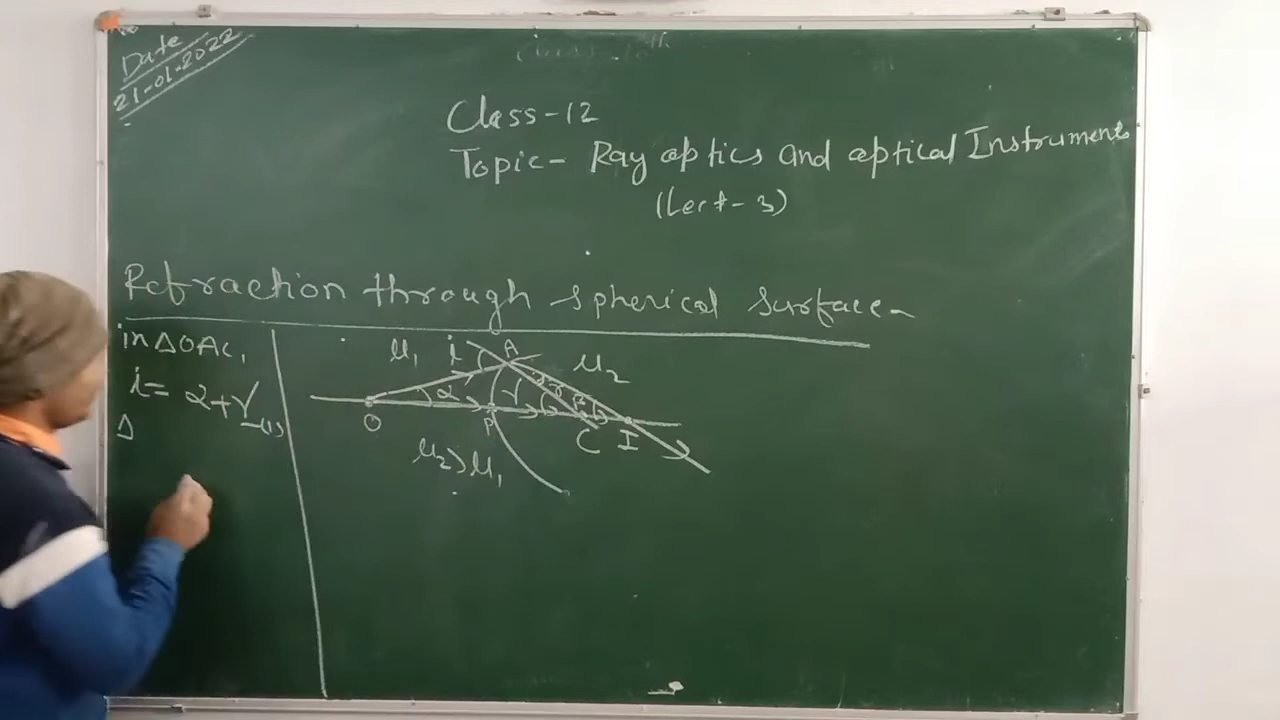 Date
21-01-2022
Class-12
Topic- Ray optics and optical Instruments
(Lect-3)
Refraction through spherical surface-
in ΔOAC,
i = α+γ -(1)
Δ
μ1 i A μ2
α γ r β
O P C I
μ2>μ1